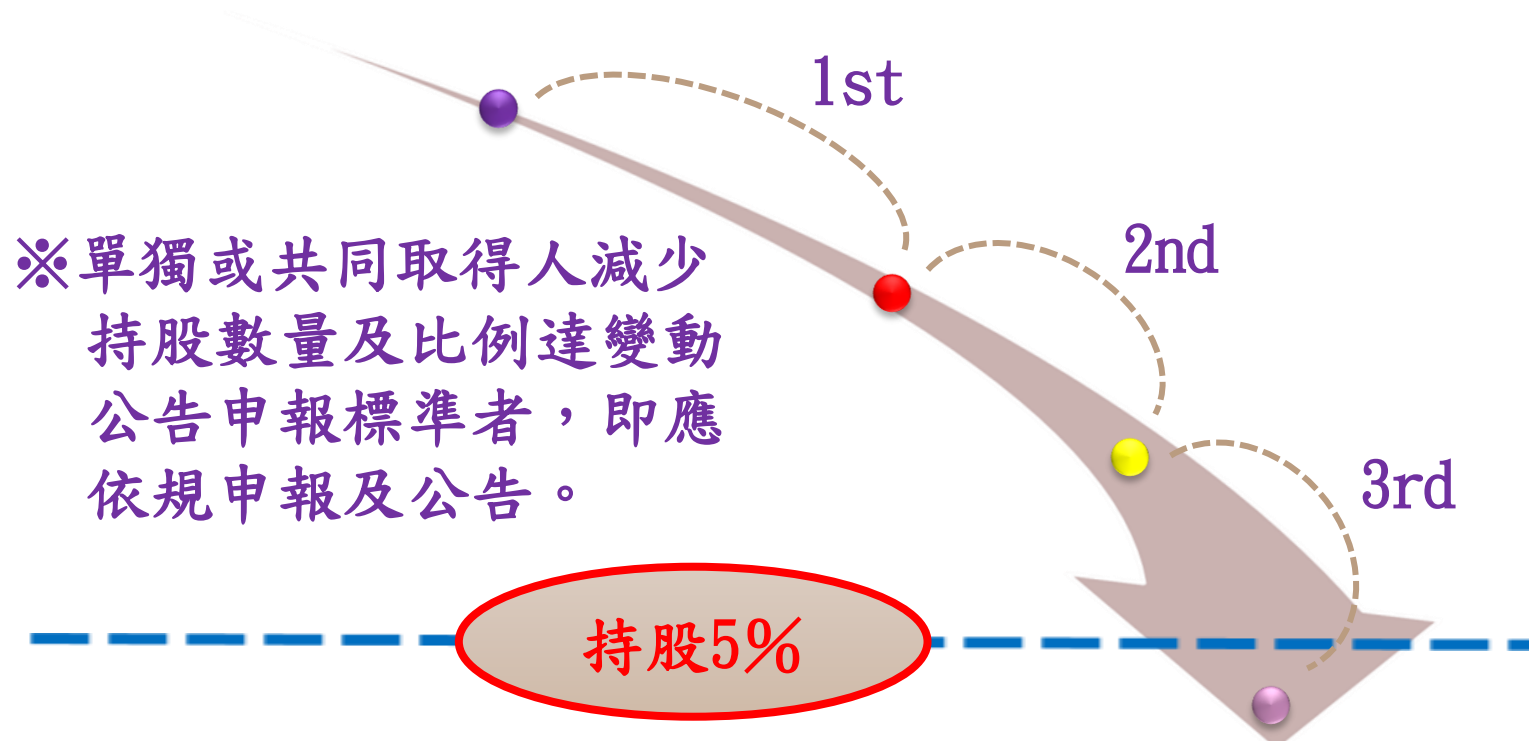 1st
2nd
※單獨或共同取得人減少
持股數量及比例達變動
公告申報標準者，即應
依規申報及公告。
3rd
持股5%